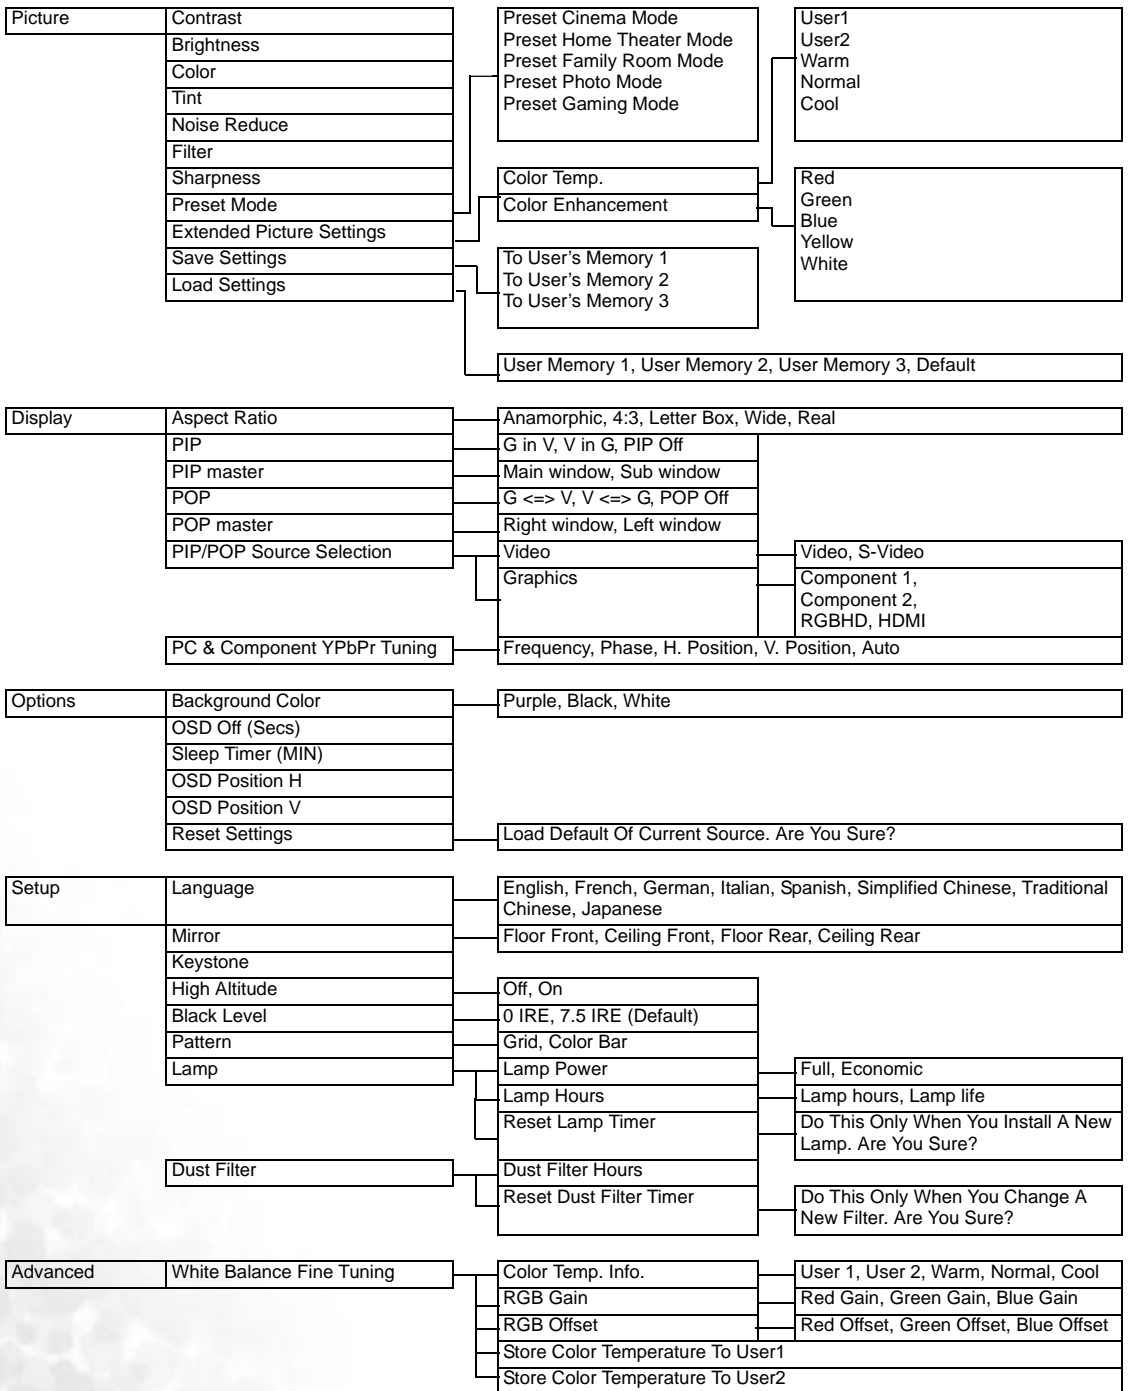 Picture
Contrast
Brightness
Color
Tint
Noise Reduce
Filter
Sharpness
Preset Mode
Extended Picture Settings
Save Settings
Load Settings
Preset Cinema Mode
Preset Home Theater Mode
Preset Family Room Mode
Preset Photo Mode
Preset Gaming Mode
User1
User2
Warm
Normal
Cool
Color Temp.
Color Enhancement
Red
Green
Blue
Yellow
White
To User’s Memory 1
To User’s Memory 2
To User’s Memory 3
User Memory 1, User Memory 2, User Memory 3, Default
Display
Aspect Ratio
Anamorphic, 4:3, Letter Box, Wide, Real
PIP
G in V, V in G, PIP Off
PIP master
Main window, Sub window
POP
G <=> V, V <=> G, POP Off
POP master
Right window, Left window
PIP/POP Source Selection
Video
Video, S-Video
Graphics
Component 1,
Component 2,
RGBHD, HDMI
PC & Component YPbPr Tuning
Frequency, Phase, H. Position, V. Position, Auto
Options
Background Color
Purple, Black, White
OSD Off (Secs)
Sleep Timer (MIN)
OSD Position H
OSD Position V
Reset Settings
Load Default Of Current Source. Are You Sure?
Setup
Language
English, French, German, Italian, Spanish, Simplified Chinese, Traditional
Chinese, Japanese
Mirror
Floor Front, Ceiling Front, Floor Rear, Ceiling Rear
Keystone
High Altitude
Off, On
Black Level
0 IRE, 7.5 IRE (Default)
Pattern
Grid, Color Bar
Lamp
Lamp Power
Full, Economic
Lamp Hours
Lamp hours, Lamp life
Reset Lamp Timer
Do This Only When You Install A New
Lamp. Are You Sure?
Dust Filter
Dust Filter Hours
Reset Dust Filter Timer
Do This Only When You Change A
New Filter. Are You Sure?
Advanced
White Balance Fine Tuning
Color Temp. Info.
User 1, User 2, Warm, Normal, Cool
RGB Gain
Red Gain, Green Gain, Blue Gain
RGB Offset
Red Offset, Green Offset, Blue Offset
Store Color Temperature To User1
Store Color Temperature To User2